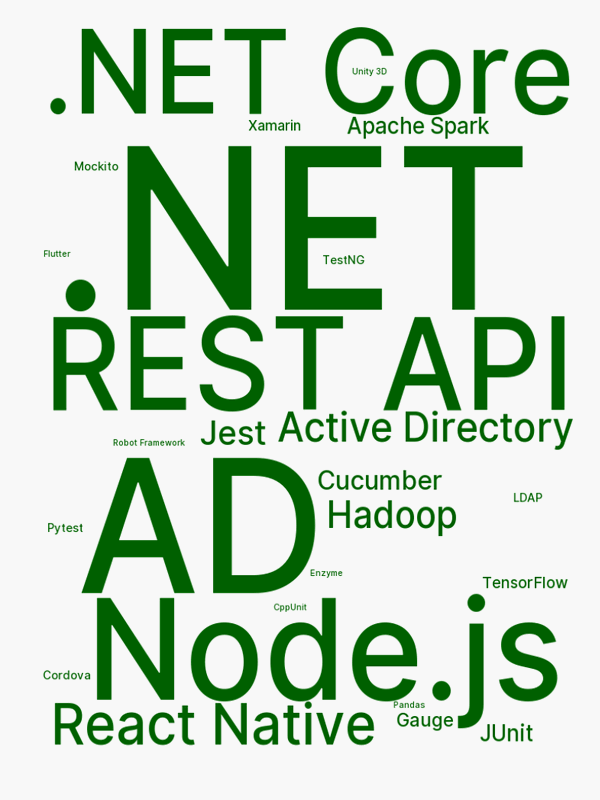 .NET Core
Unity 3D
Xamarin
Apache Spark
Mockito
.NET
Flutter
TestNG
REST API
Jest
Active Directory
Robot Framework
AD
Cucumber
LDAP
Hadoop
Pytest
Enzyme
TensorFlow
CppUnit
Node.js
Cordova
React Native
Pandas
Gauge
JUnit